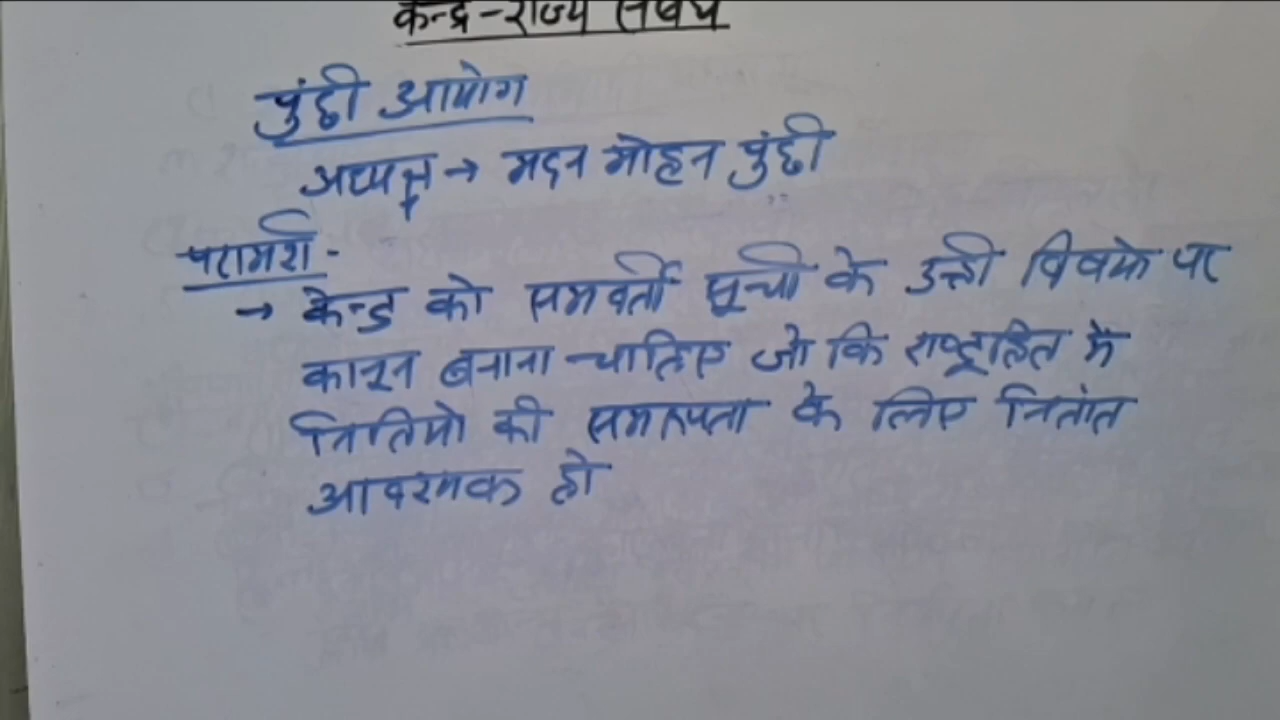 केन्द्र-राज्य संबंध
पुंछी आयोग
अध्यक्ष → मदन मोहन पुंछी
परामर्श -
→ केन्द्र को समवर्ती सूची के उन्ही विषयो पर
कानून बनाना चाहिए जो कि राष्ट्रहित मे
नितियो की समरूपता के लिए नितांत
आवश्यक हो